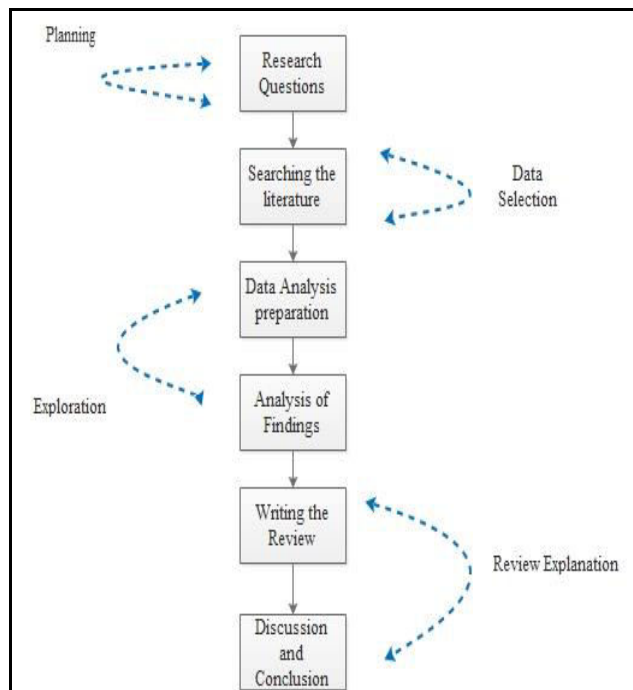 Planning
Research
Questions
Searching the
literature
Data
Selection
Data Analysis
preparation
Exploration
Analysis of
Findings
Writing the
Review
Review Explanation
Discussion
and
Conclusion